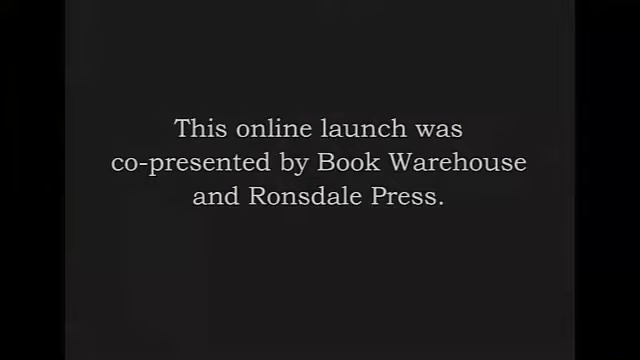 This online launch was
co-presented by Book Warehouse
and Ronsdale Press.